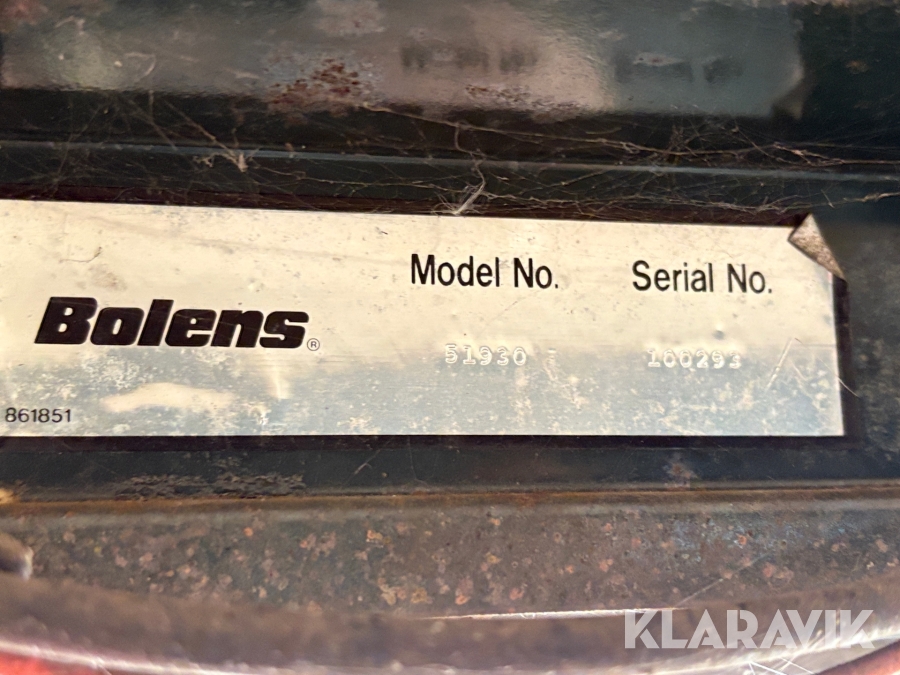 Model No. Serial No.
Bolens®
51930 100293
861851
KLARAVIK